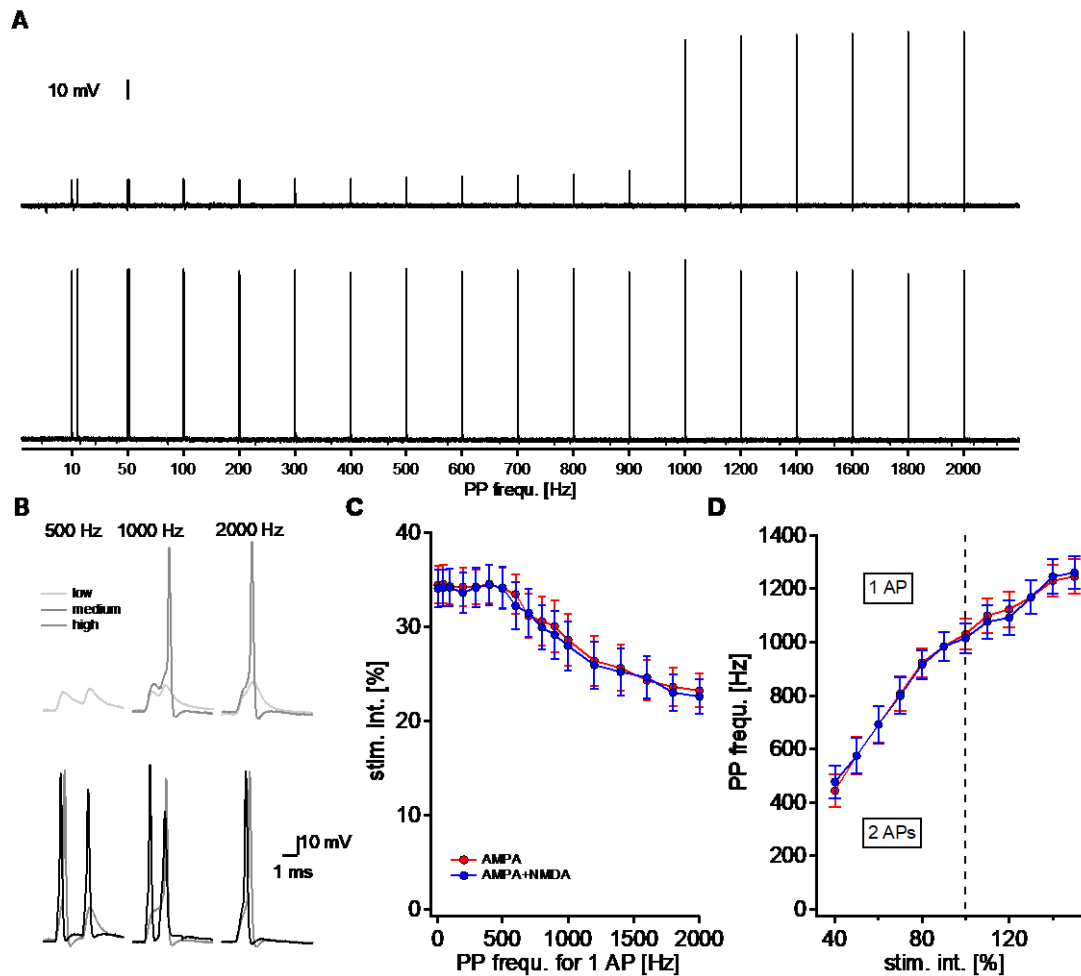 A
10 mV
10 50 100 200 300 400 500 600 700 800 900 1000 1200 1400 1600 1800 2000
PP frequ. [Hz]
B
500 Hz 1000 Hz 2000 Hz
low
medium
high
10 mV
1 ms
C
40
30
20
10
0
stim. int. [%]
AMPA
AMPA+NMDA
0 500 1000 1500 2000
PP frequ. for 1 AP [Hz]
D
1400
1200
1000
800
600
400
200
0
PP frequ. [Hz]
1 AP
2 APs
40 80 120
stim. int. [%]